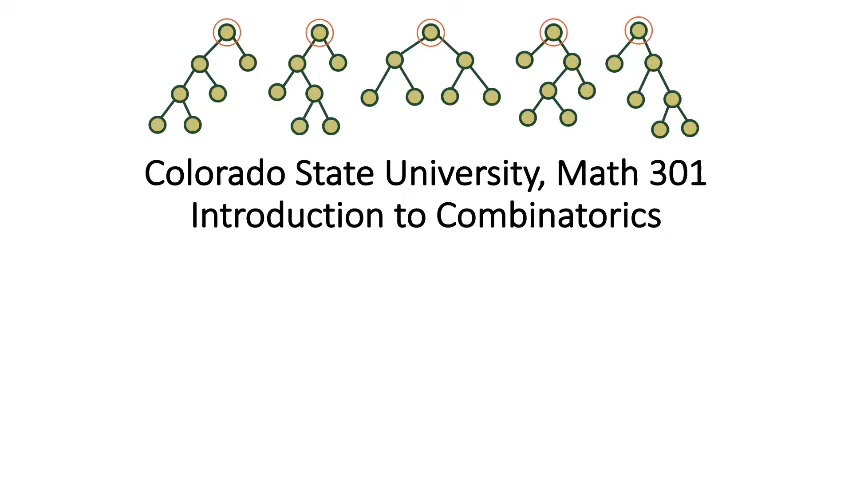 Colorado State University, Math 301
Introduction to Combinatorics